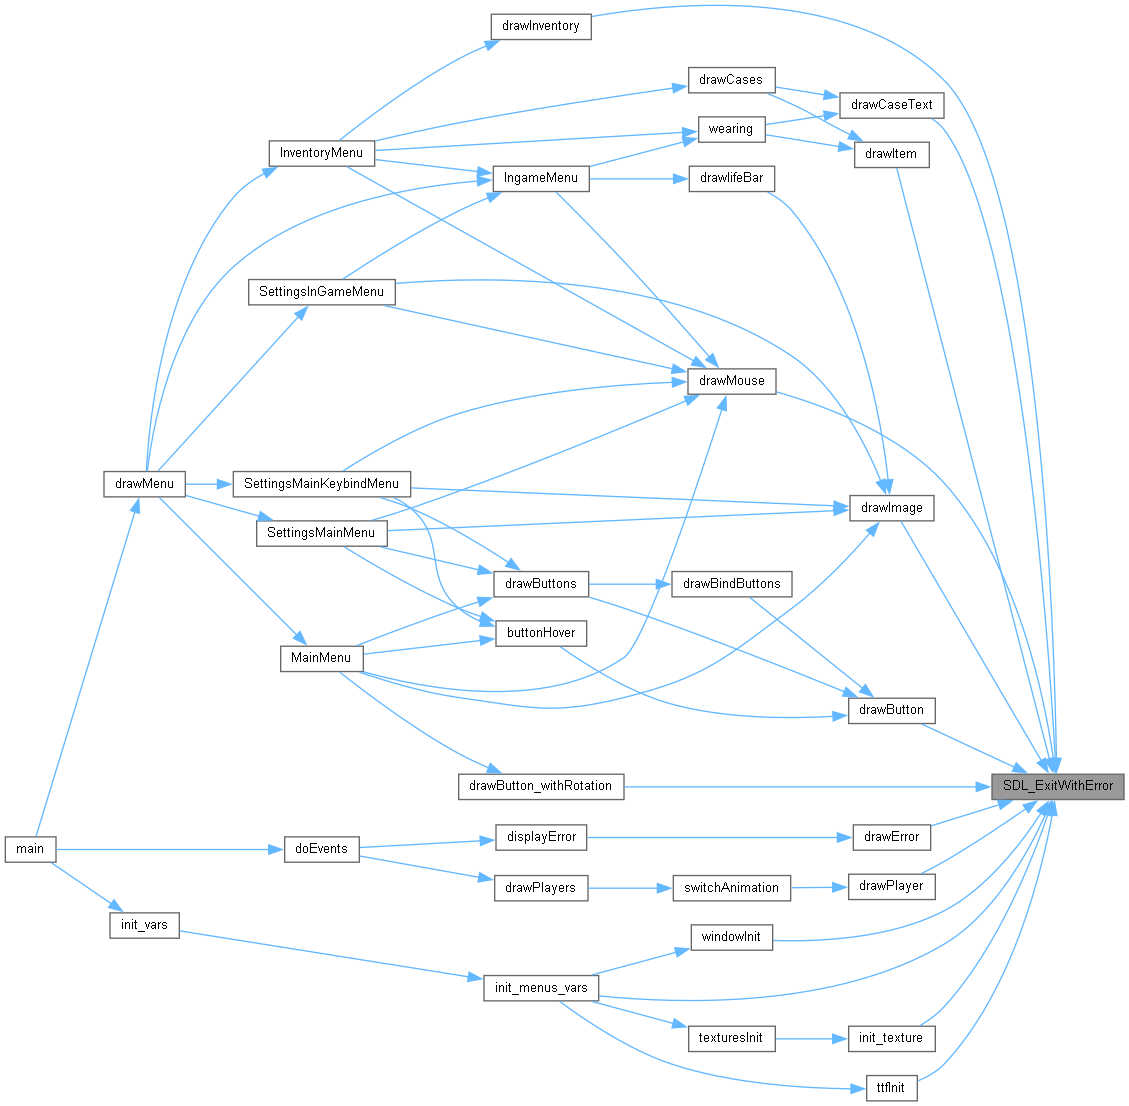 drawInventory
drawCases
drawCaseText
wearing
InventoryMenu
drawItem
IngameMenu
drawlifeBar
SettingsInGameMenu
drawMouse
drawMenu
SettingsMainKeybindMenu
drawImage
SettingsMainMenu
drawButtons
drawBindButtons
buttonHover
MainMenu
drawButton
drawButton_withRotation
SDL_ExitWithError
main
doEvents
displayError
drawError
drawPlayers
switchAnimation
drawPlayer
init_vars
windowInit
init_menus_vars
texturesInit
init_texture
ttfInit